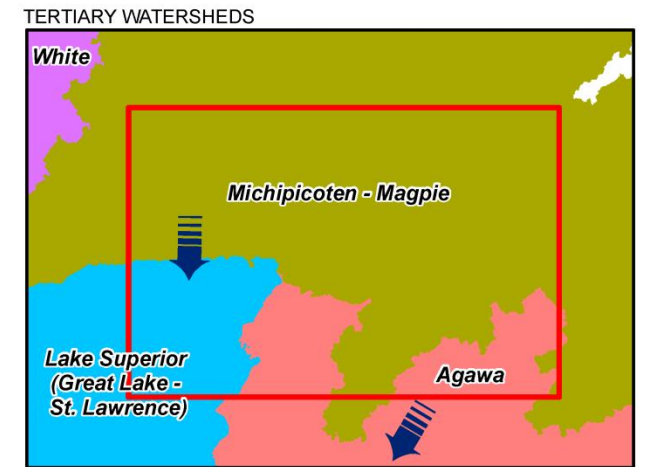 TERTIARY WATERSHEDS
White
Michipicoten - Magpie
Lake Superior
(Great Lake -
St. Lawrence)
Agawa